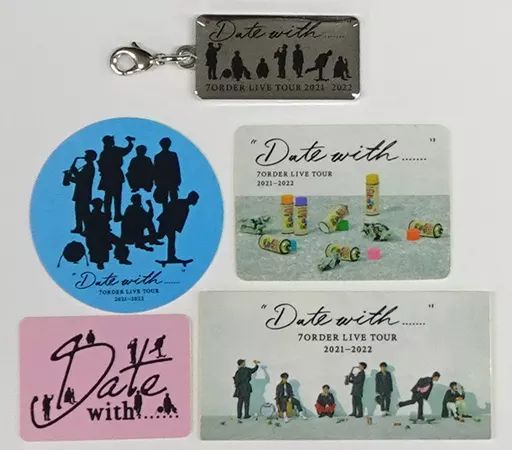 Date with.......
7ORDER LIVE TOUR 2021-2022
"Date with......."
7ORDER LIVE TOUR
2021-2022
"Date with......."
7ORDER LIVE TOUR
2021-2022
Date
with.......
"Date with......."
7ORDER LIVE TOUR
2021-2022